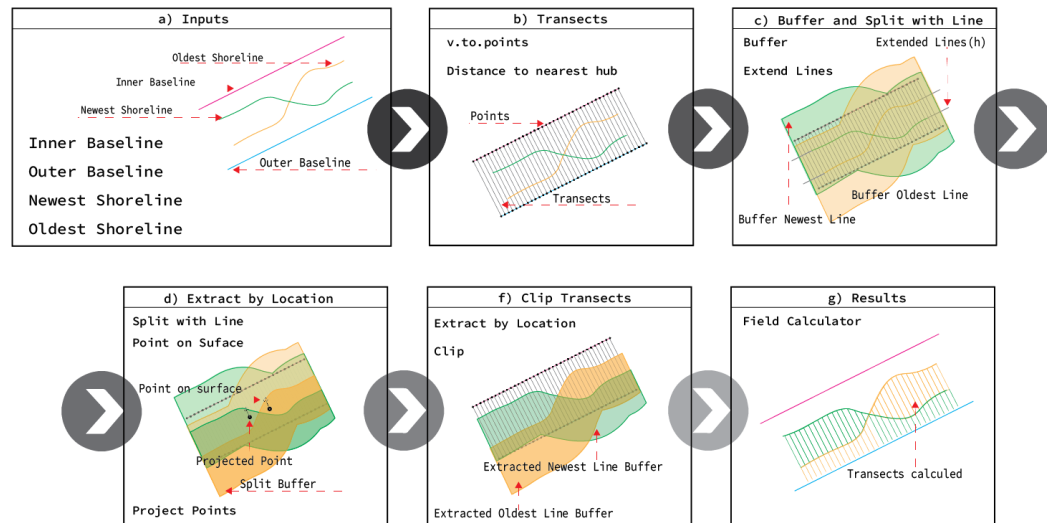 a) Inputs
Oldest Shoreline
Inner Baseline
Newest Shoreline
Outer Baseline
Inner Baseline
Outer Baseline
Newest Shoreline
Oldest Shoreline
b) Transects
v.to.points
Distance to nearest hub
Points
Transects
c) Buffer and Split with Line
Buffer
Extended Lines(h)
Extend Lines
Buffer Oldest Line
Buffer Newest Line
d) Extract by Location
Split with Line
Point on Suface
Point on surface
Projected Point
Split Buffer
Project Points
f) Clip Transects
Extract by Location
Clip
Extracted Newest Line Buffer
Extracted Oldest Line Buffer
g) Results
Field Calculator
Transects calculed